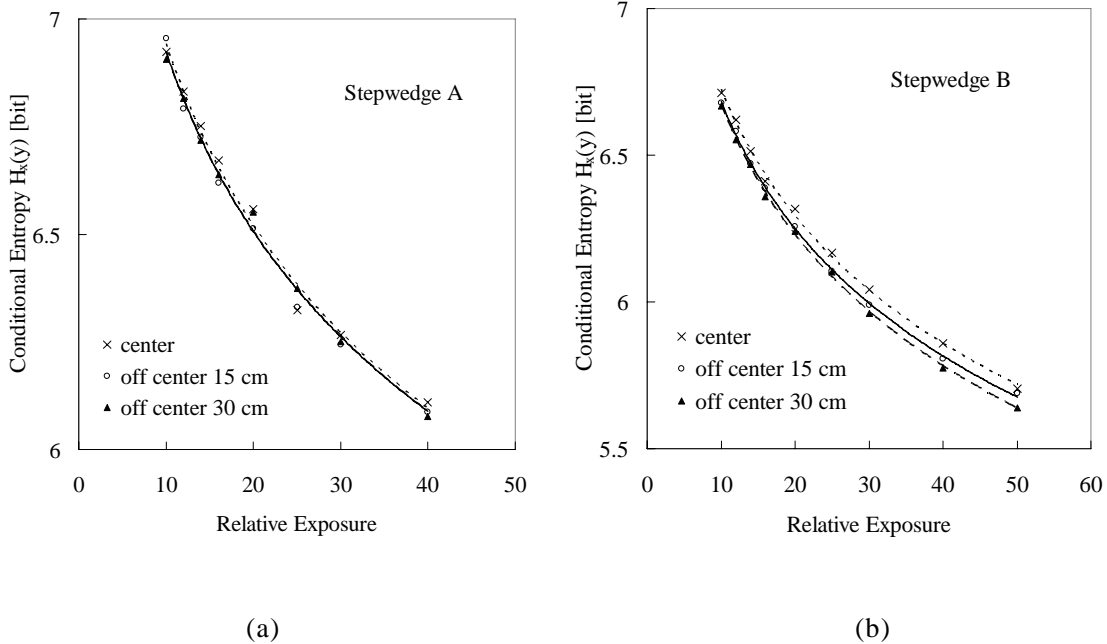 7
6.5
6
0
10
20
30
40
50
Relative Exposure
Conditional Entropy Hx(y) [bit]
Stepwedge A
center
off center 15 cm
off center 30 cm
(a)
7
6.5
6
5.5
0
10
20
30
40
50
60
Relative Exposure
Conditional Entropy Hx(y) [bit]
Stepwedge B
center
off center 15 cm
off center 30 cm
(b)